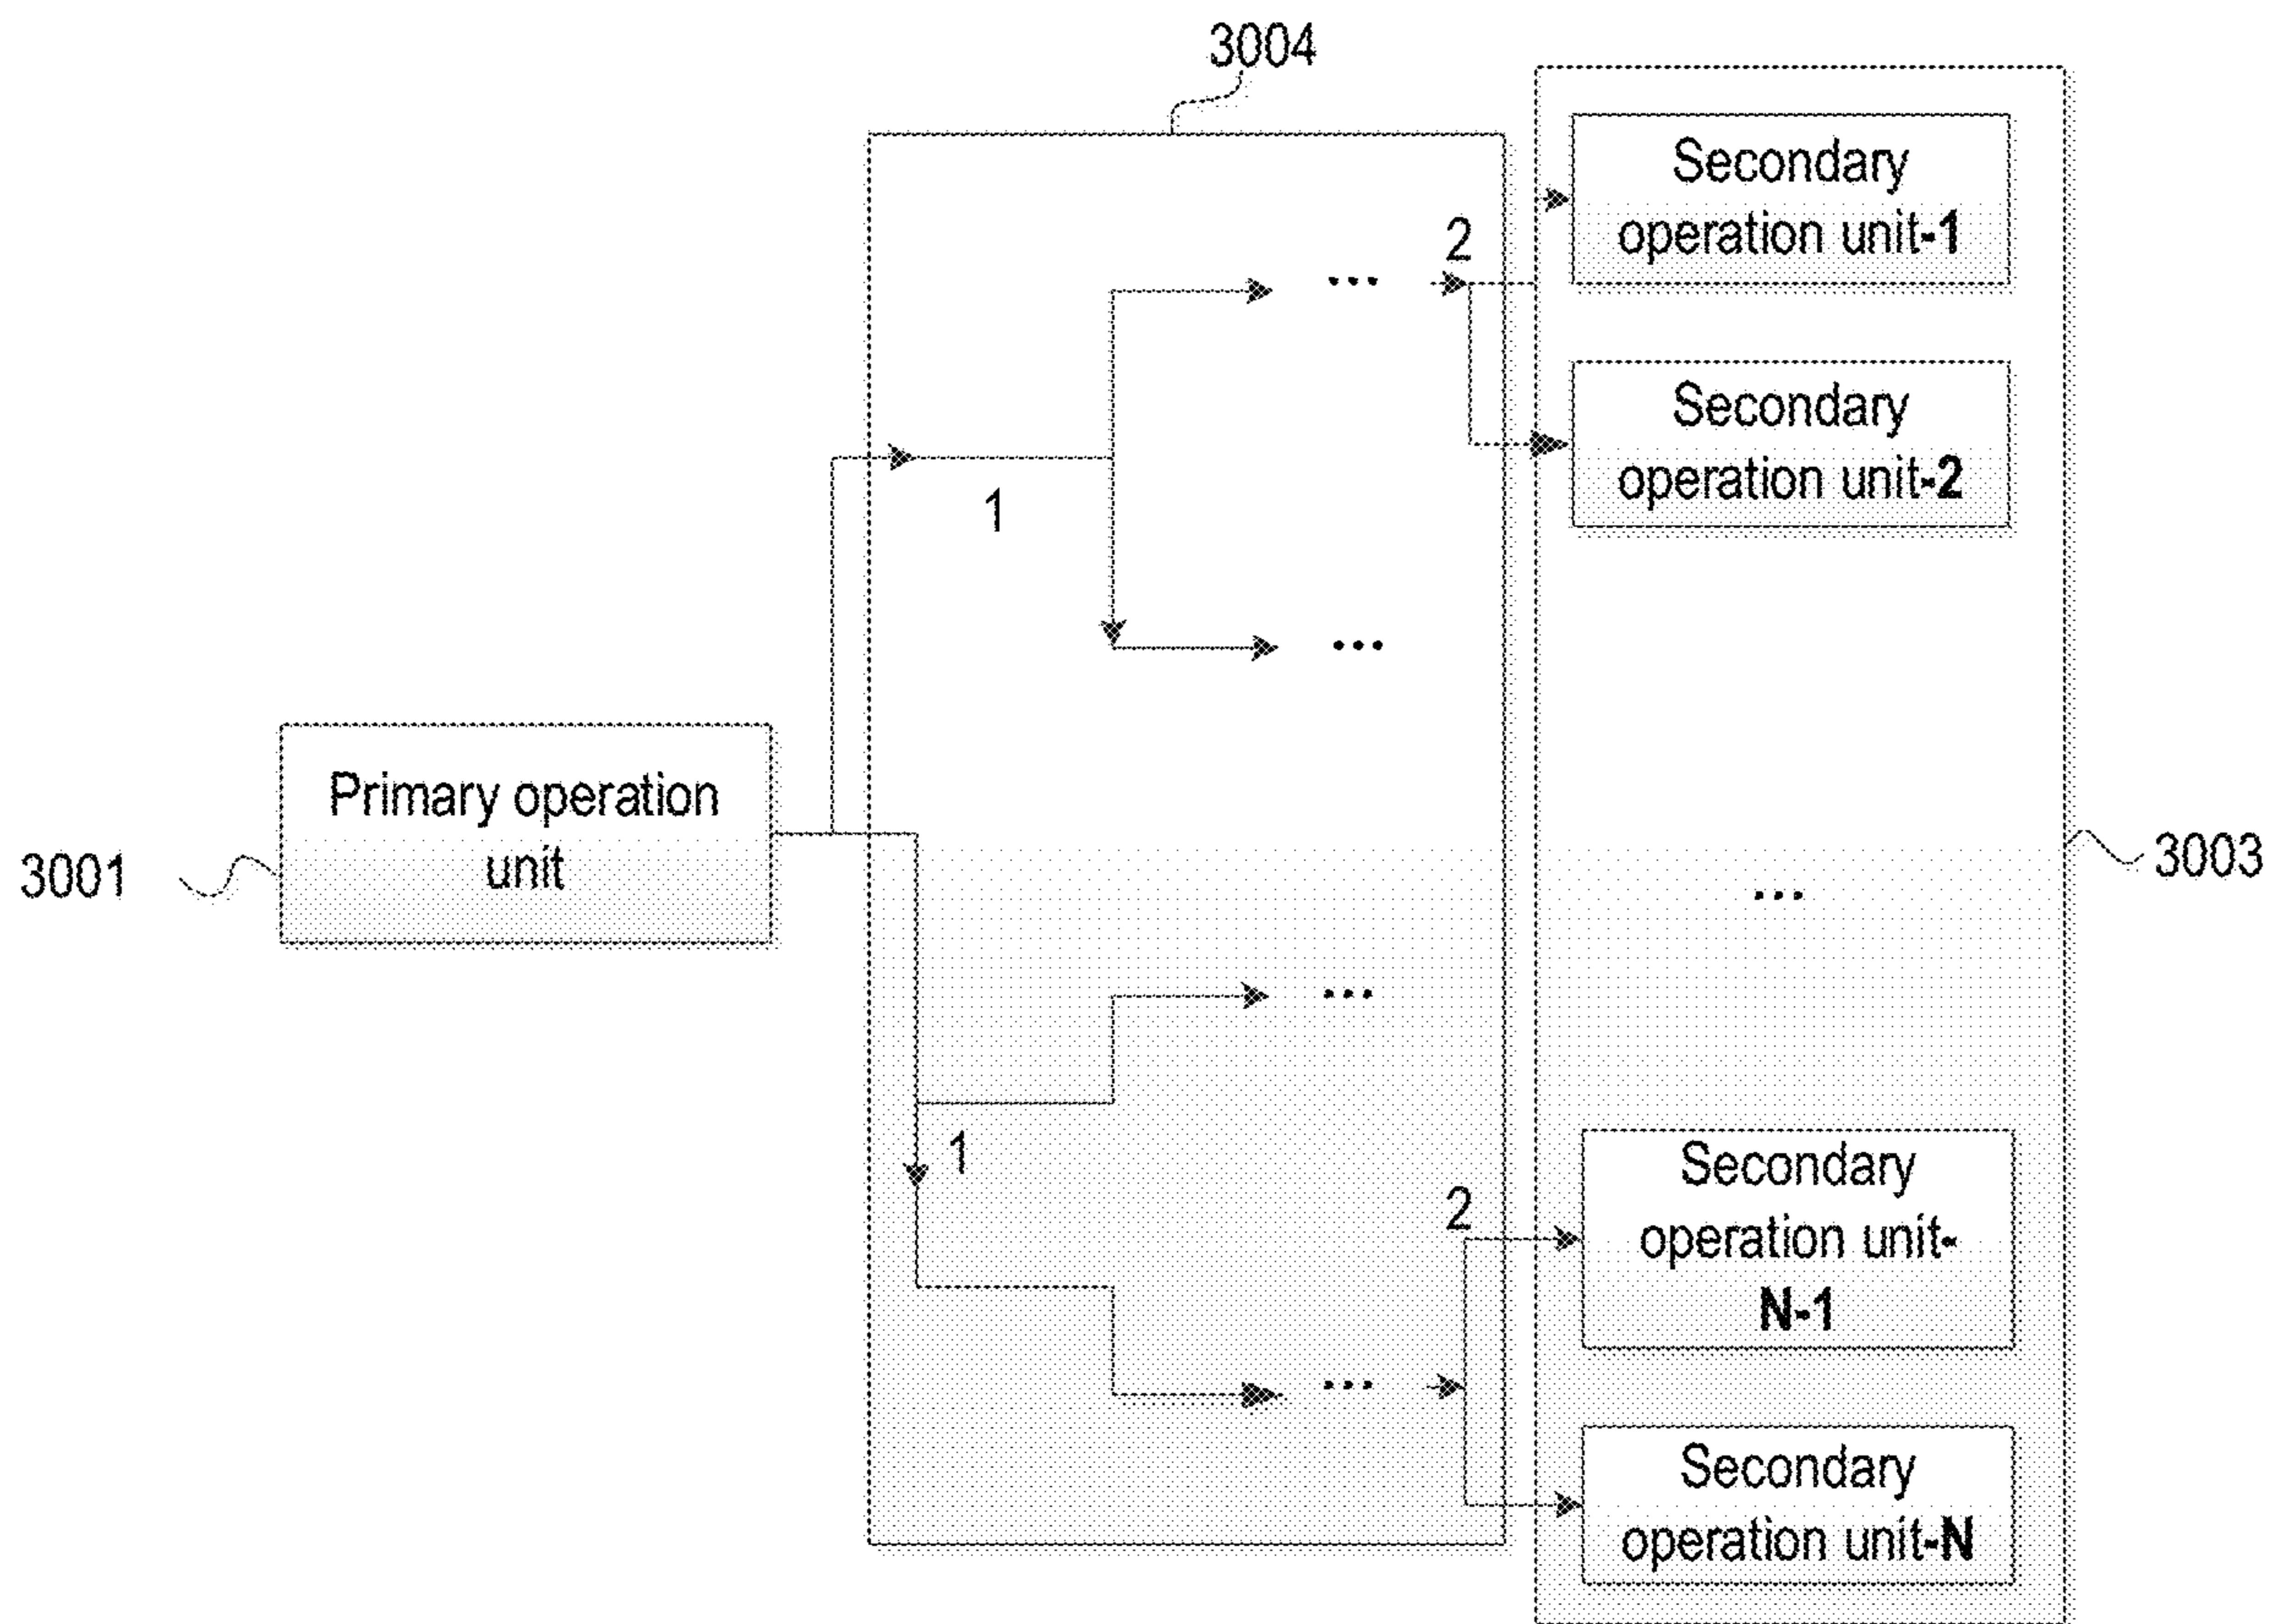 3004
Secondary
operation unit-1
2
...
Secondary
operation unit-2
1
...
Primary operation
unit
3001
3003
...
...
1
Secondary
operation unit-
N-1
2
...
Secondary
operation unit-N